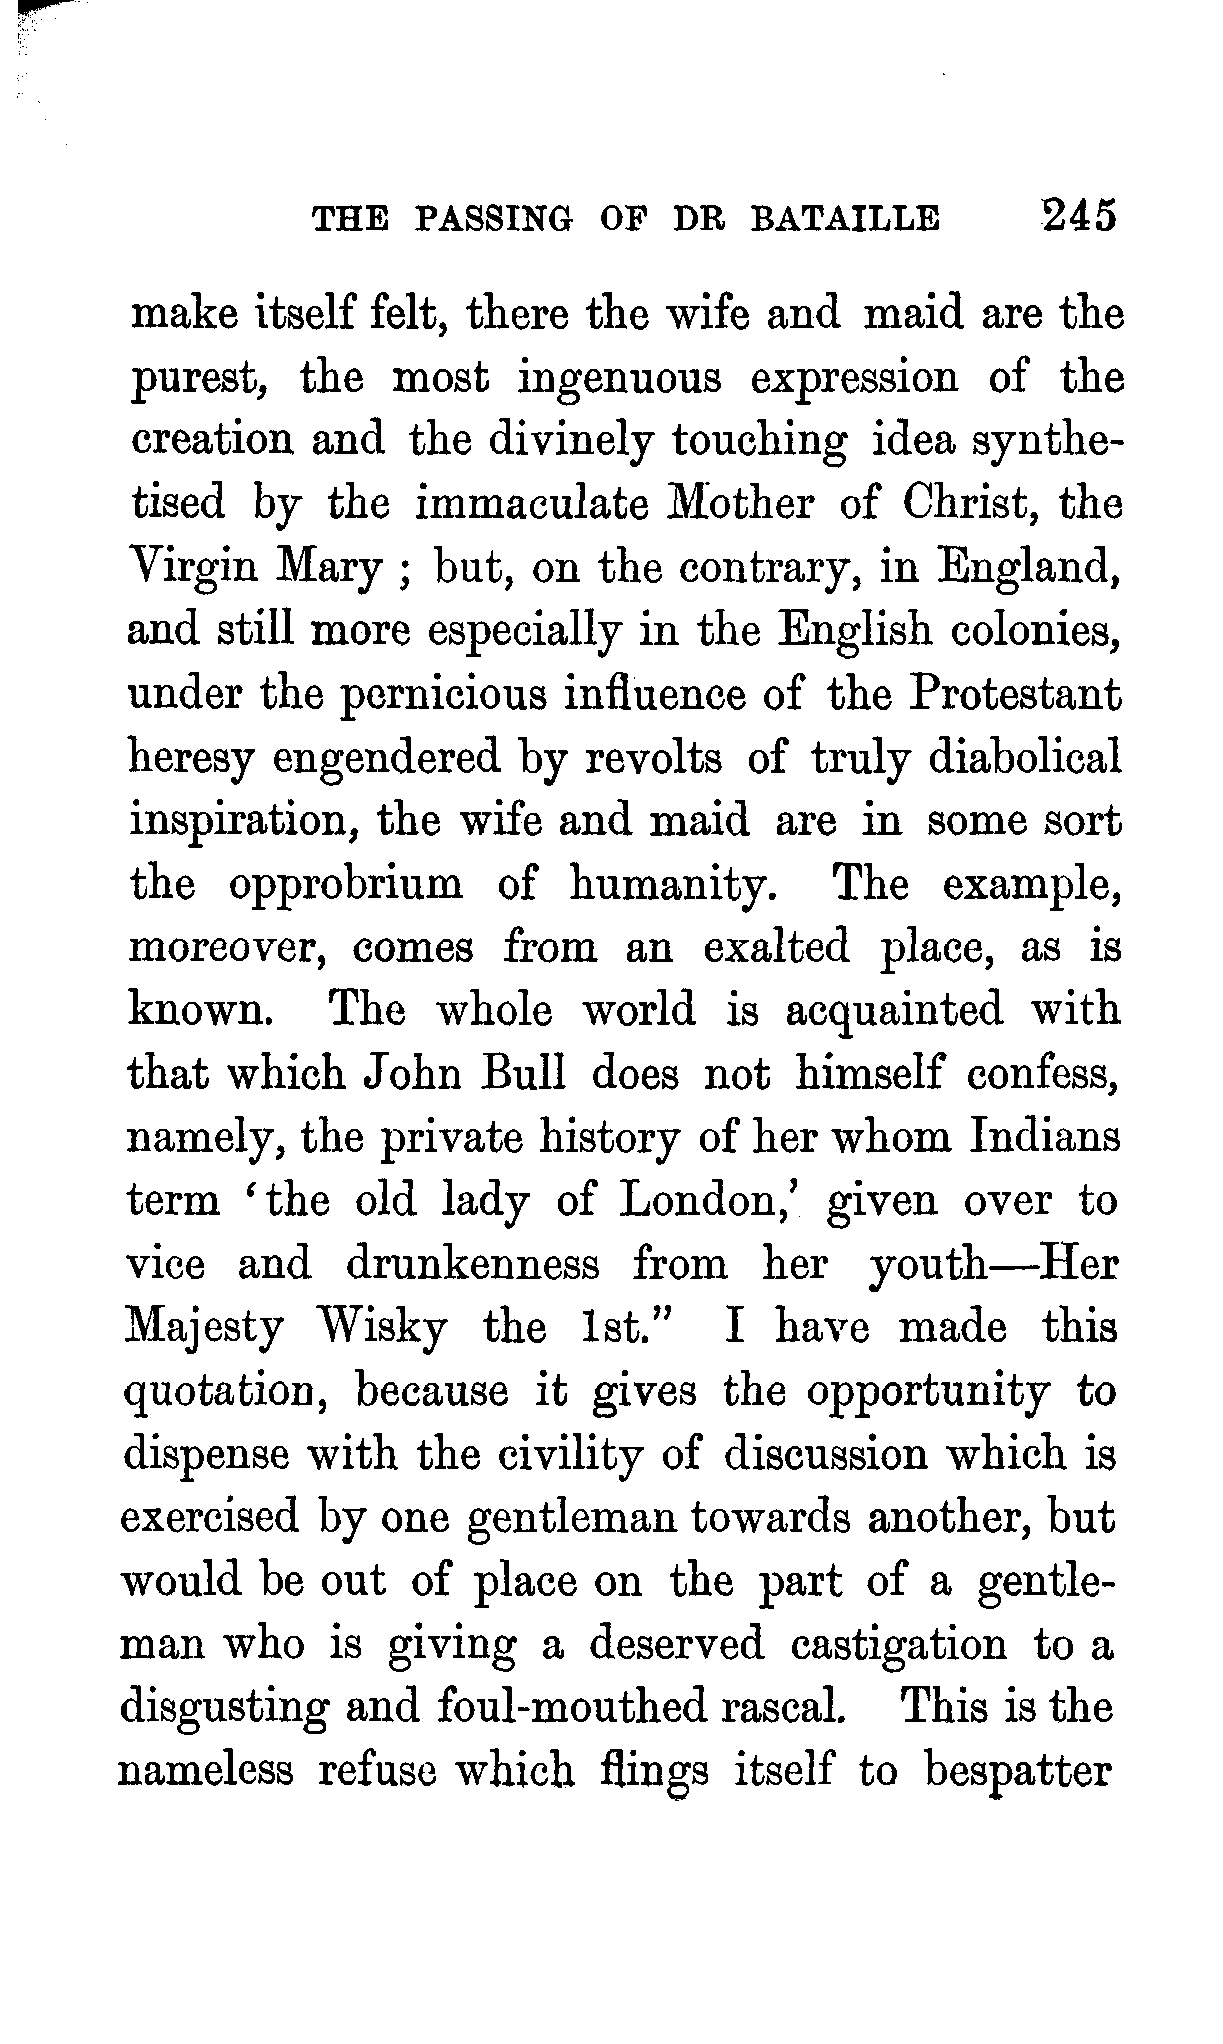 THE PASSING OF DR BATAILLE 245
make itself felt, there the wife and maid are the
purest, the most ingenuous expression of the
creation and the divinely touching idea synthe-
tised by the immaculate Mother of Christ, the
Virgin Mary ; but, on the contrary, in England,
and still more especially in the English colonies,
under the pernicious influence of the Protestant
heresy engendered by revolts of truly diabolical
inspiration, the wife and maid are in some sort
the opprobrium of humanity. The example,
moreover, comes from an exalted place, as is
known. The whole world is acquainted with
that which John Bull does not himself confess,
namely, the private history of her whom Indians
term ‘the old lady of London,’ given over to
vice and drunkenness from her youth—Her
Majesty Wisky the 1st.” I have made this
quotation, because it gives the opportunity to
dispense with the civility of discussion which is
exercised by one gentleman towards another, but
would be out of place on the part of a gentle-
man who is giving a deserved castigation to a
disgusting and foul-mouthed rascal. This is the
nameless refuse which flings itself to bespatter